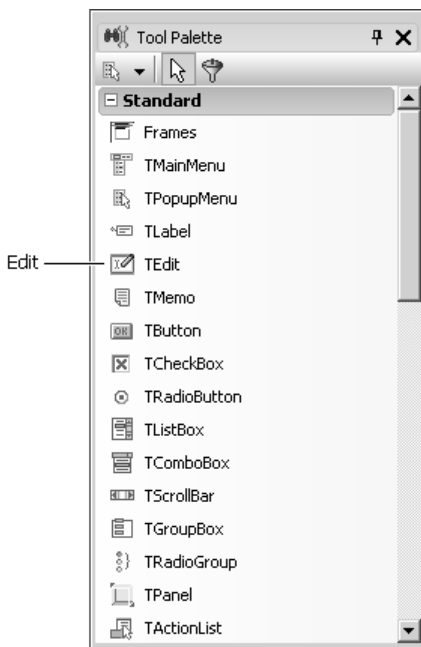 Tool Palette
Standard
Frames
TMainMenu
TPopupMenu
TLabel
Edit
TEdit
TMemo
OK TButton
TCheckBox
TRadioButton
TListBox
TComboBox
TScrollBar
TGroupBox
TRadioGroup
TPanel
TActionList